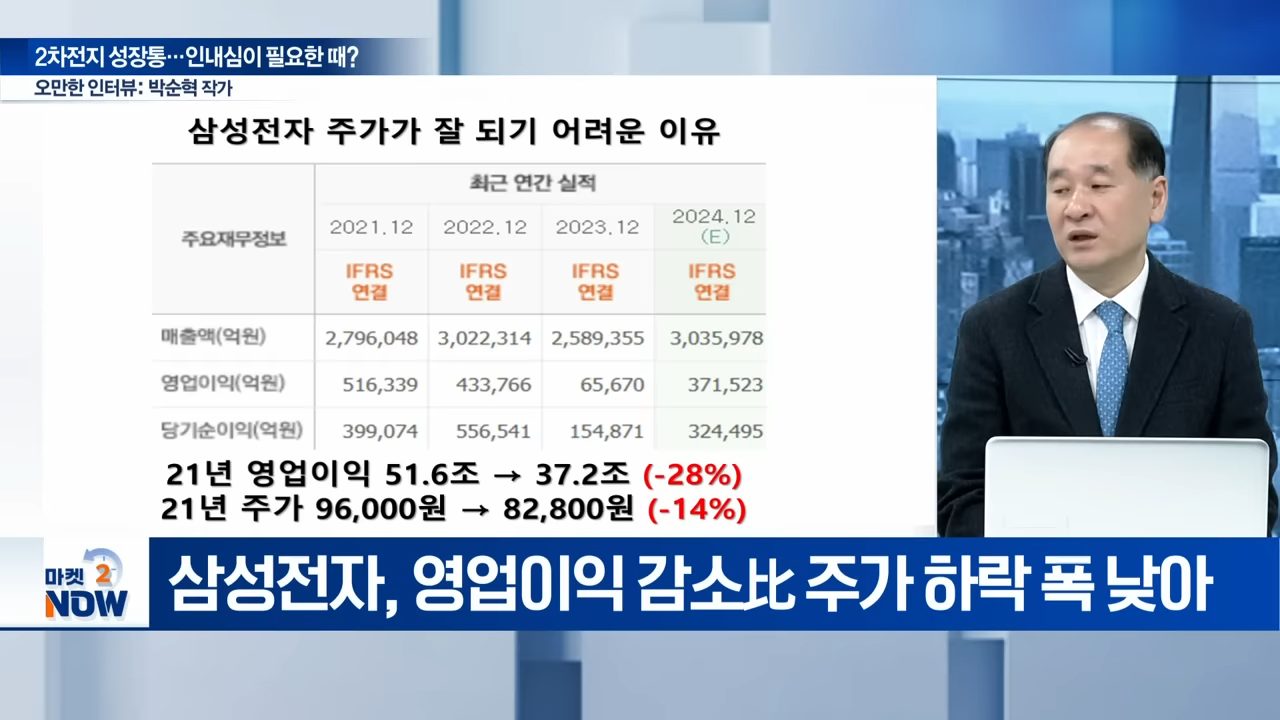 2차전지 성장통…인내심이 필요한 때?
오만한 인터뷰: 박순혁 작가
삼성전자 주가가 잘 되기 어려운 이유
주요재무정보 최근 연간 실적
2021.12 2022.12 2023.12 2024.12 (E)
IFRS 연결 IFRS 연결 IFRS 연결 IFRS 연결
매출액(억원) 2,796,048 3,022,314 2,589,355 3,035,978
영업이익(억원) 516,339 433,766 65,670 371,523
당기순이익(억원) 399,074 556,541 154,871 324,495
21년 영업이익 51.6조 → 37.2조 (-28%)
21년 주가 96,000원 → 82,800원 (-14%)
마켓 2
NOW
삼성전자, 영업이익 감소比 주가 하락 폭 낮아